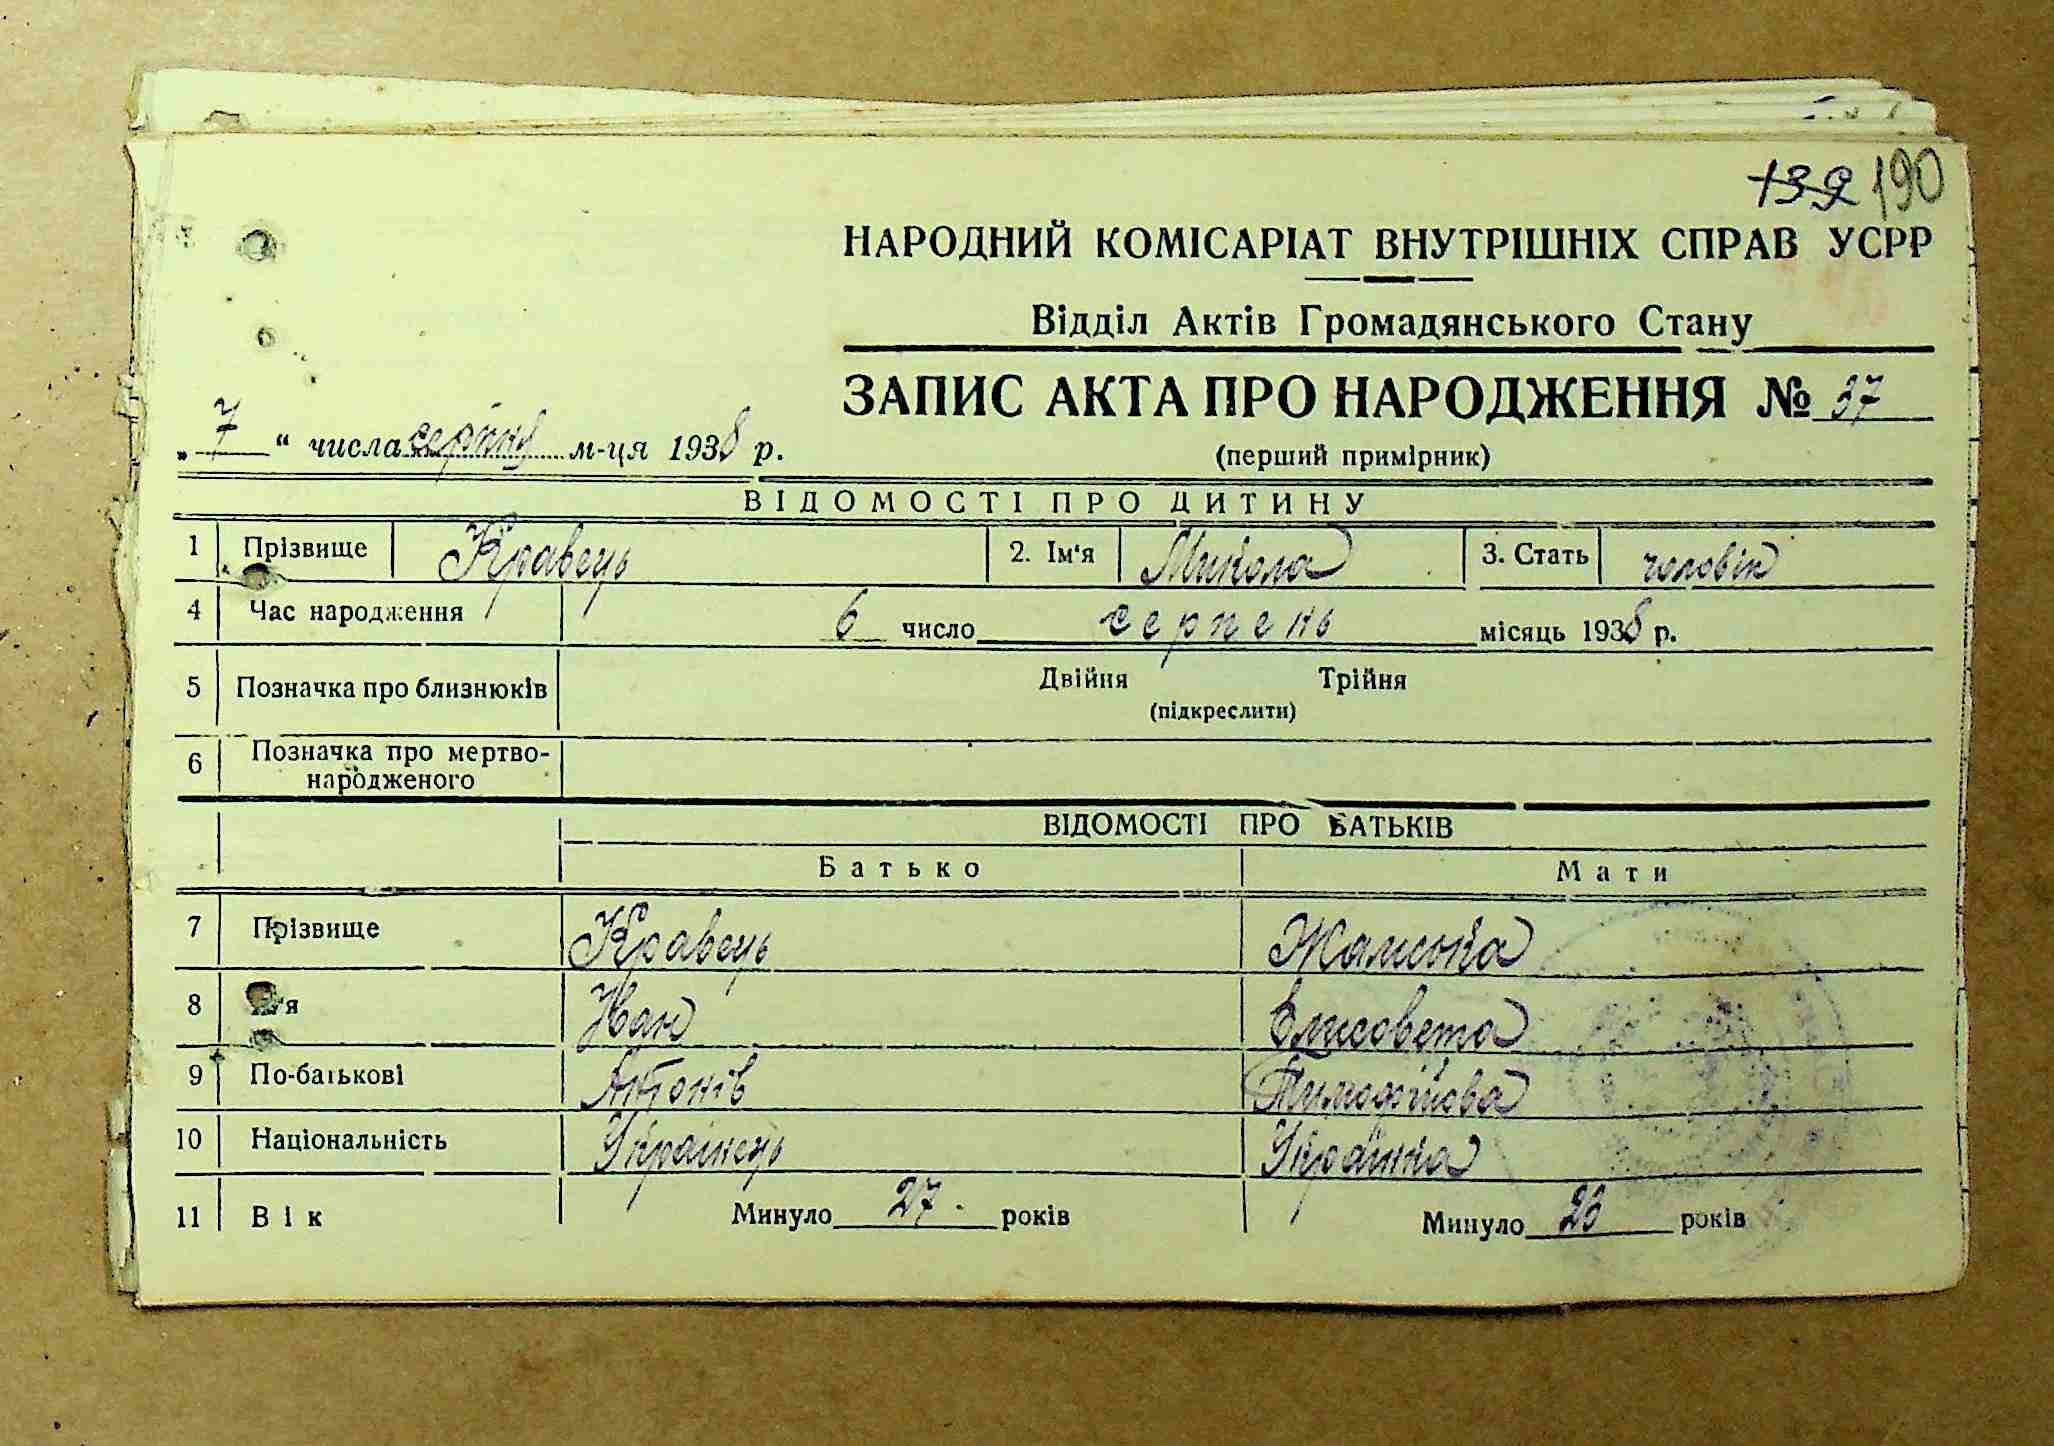 139 190
НАРОДНИЙ КОМІСАРІАТ ВНУТРІШНІХ СПРАВ УСРР
Відділ Актів Громадянського Стану
ЗАПИС АКТА ПРО НАРОДЖЕННЯ № 37
„7“ числа серпня м-ця 1938 р.
(перший примірник)
ВІДОМОСТІ ПРО ДИТИНУ
1 Прізвище Кравець 2. Ім'я Микола 3. Стать чоловік
4 Час народження 6 число серпень місяць 1938 р.
5 Позначка про близнюків Двійня Трійня
(підкреслити)
6 Позначка про мертво-
народженого
ВІДОМОСТІ ПРО БАТЬКІВ
Батько Мати
7 Прізвище Кравець
8 Ім'я Іван Елисовета
9 По-батькові Антонів Тимофійова
10 Національність Українець Українка
11 Вік Минуло 27 років Минуло 26 років